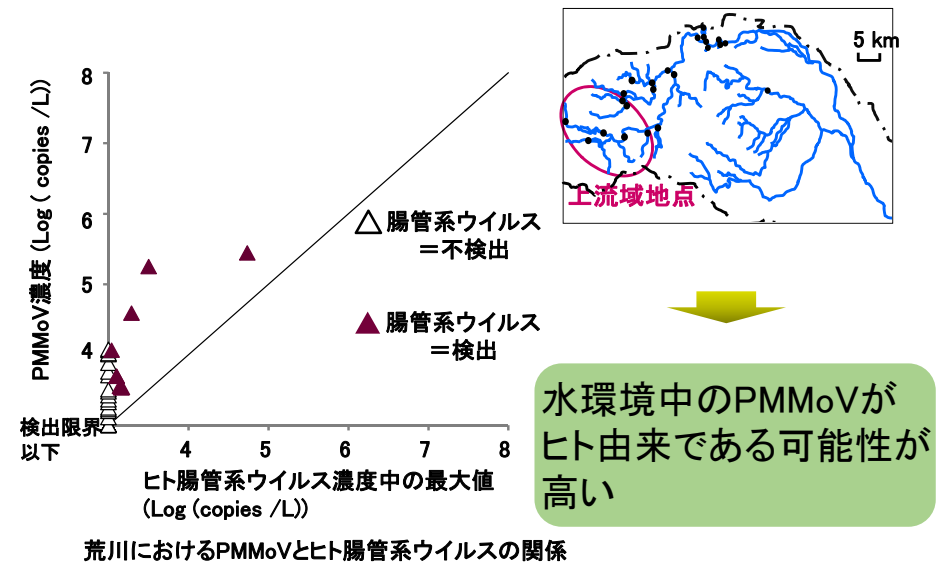 PMMoV濃度 (Log ( copies /L))
8
7
6
5
4
検出限界
以下
4
5
6
7
8
ヒト腸管系ウイルス濃度中の最大値
(Log (copies /L))
△腸管系ウイルス
=不検出
▲腸管系ウイルス
=検出
荒川におけるPMMoVとヒト腸管系ウイルスの関係
5 km
上流域地点
水環境中のPMMoVが
ヒト由来である可能性が
高い